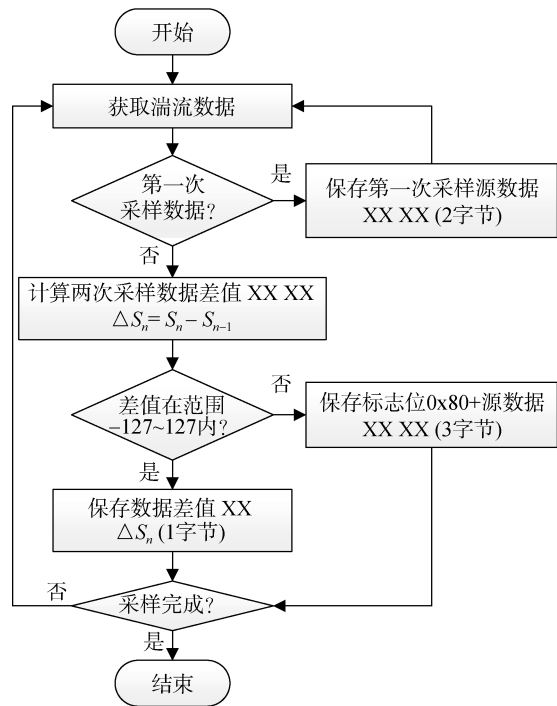 开始
获取湍流数据
第一次
采样数据?
是
保存第一次采样源数据
XX XX (2字节)
否
计算两次采样数据差值 XX XX
△Sn= Sn − Sn−1
差值在范围
−127~127内?
否
保存标志位0x80+源数据
XX XX (3字节)
是
保存数据差值 XX
△Sn (1字节)
否
采样完成?
是
结束